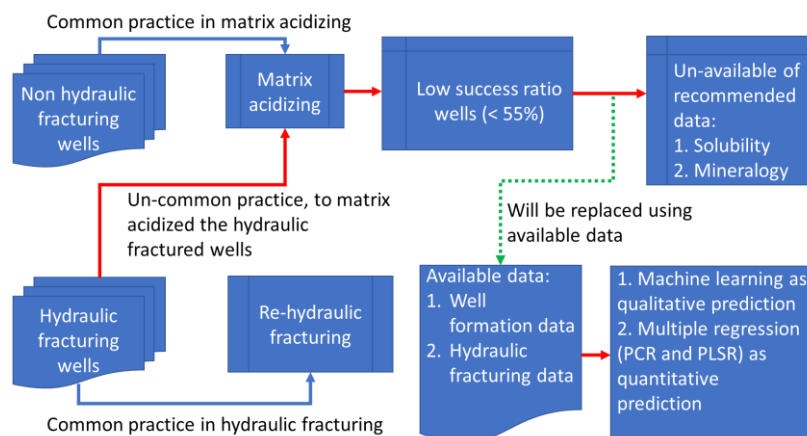 Common practice in matrix acidizing
Non hydraulic
fracturing
wells
Matrix
acidizing
Low success ratio
wells (< 55%)
Un-available of
recommended
data:
1. Solubility
2. Mineralogy
Un-common practice, to matrix
acidized the hydraulic
fractured wells
Will be replaced using
available data
Hydraulic
fracturing
wells
Re-hydraulic
fracturing
Available data:
1. Well
formation data
2. Hydraulic
fracturing data
1. Machine learning as
qualitative prediction
2. Multiple regression
(PCR and PLSR) as
quantitative
prediction
Common practice in hydraulic fracturing